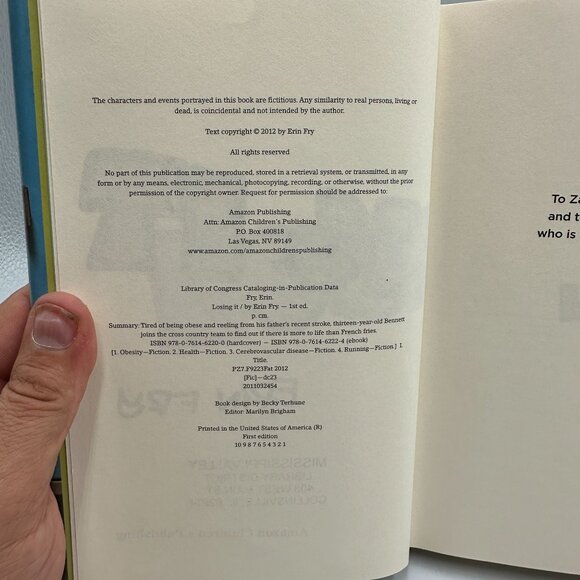 The characters and events portrayed in this book are fictitious. Any similarity to real persons, living or
dead, is coincidental and not intended by the author.
Text copyright © 2012 by Erin Fry
All rights reserved
No part of this publication may be reproduced, stored in a retrieval system, or transmitted, in any
form or by any means, electronic, mechanical, photocopying, recording, or otherwise, without the prior
permission of the copyright owner. Request for permission should be addressed to:
Amazon Publishing
Attn: Amazon Children's Publishing
P.O. Box 400818
Las Vegas, NV 89149
www.amazon.com/amazonchildrenspublishing
Library of Congress Cataloging-in-Publication Data
Fry, Erin.
Losing it / by Erin Fry. — 1st ed.
p. cm.
Summary: Tired of being obese and reeling from his father's recent stroke, thirteen-year-old Bennett
joins the cross country team to find out if there is more to life than French fries.
ISBN 978-0-7614-6220-0 (hardcover) — ISBN 978-0-7614-6222-4 (ebook)
[1. Obesity—Fiction. 2. Health—Fiction. 3. Cerebrovascular disease—Fiction. 4. Running—Fiction.] I.
Title.
PZ7.F9223Fat 2012
[Fic]—dc23
2011032454
Book design by Becky Terhune
Editor: Marilyn Brigham
Printed in the United States of America (R)
First edition
10 9 8 7 6 5 4 3 2 1
To Za
and t
who is